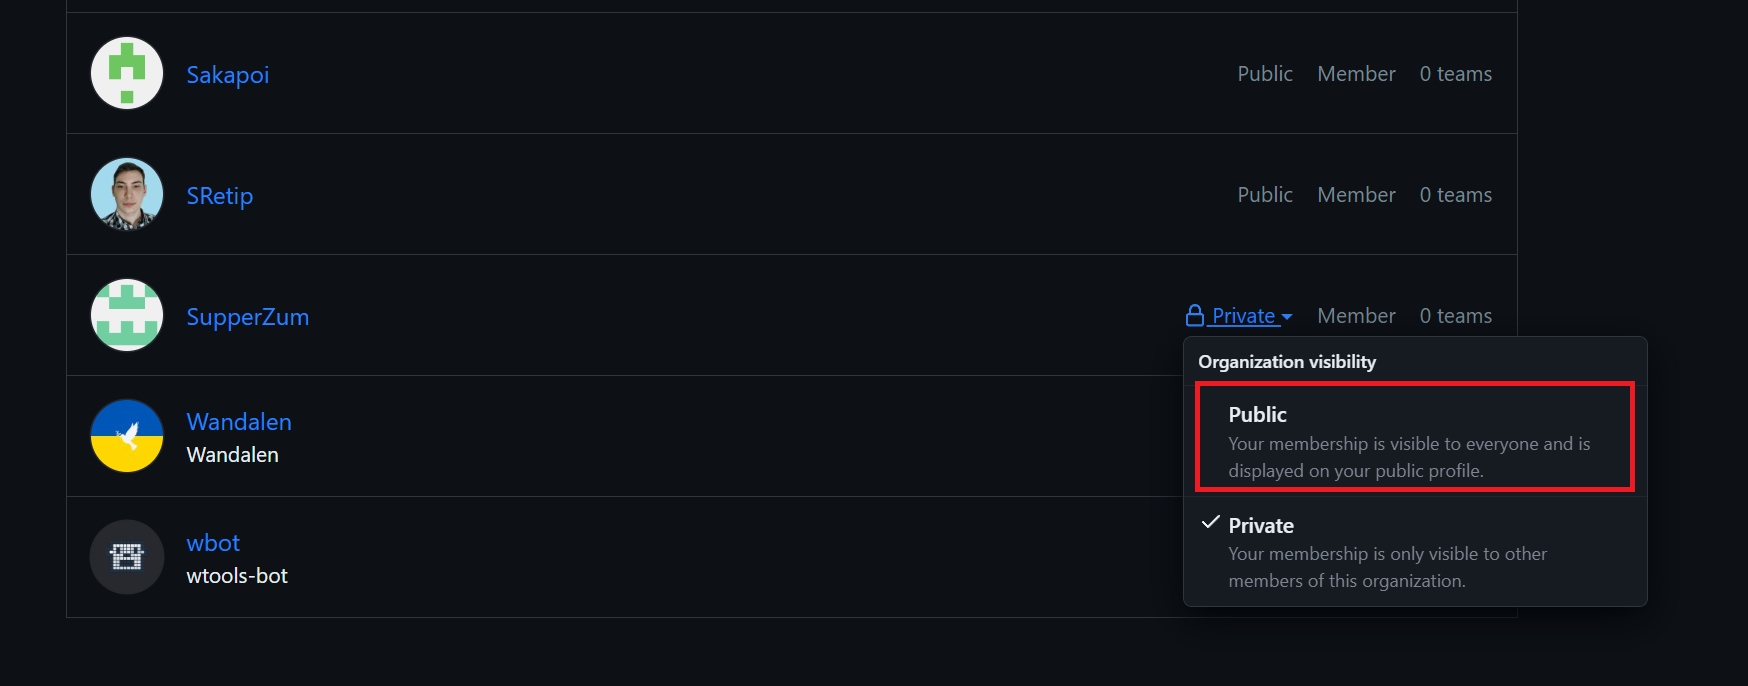 Sakapoi Public Member 0 teams
SRetip Public Member 0 teams
SupperZum Private Member 0 teams
Organization visibility
Public
Your membership is visible to everyone and is
displayed on your public profile.
Private
Your membership is only visible to other
members of this organization.
Wandalen
Wandalen
wbot
wtools-bot